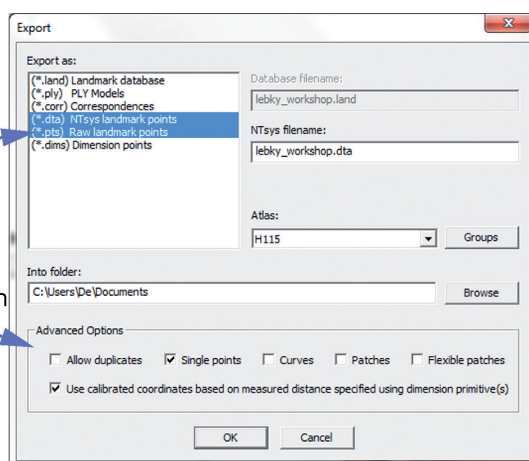 Export
Export as:
(*.land) Landmark database
(*.ply) PLY Models
(*.corr) Correspondences
(*.dta) NTsys landmark points
(*.pts) Raw landmark points
(*.dims) Dimension points
Database filename:
lebky_workshop.land
NTsys filename:
lebky_workshop.dta
Atlas:
H115
Groups
Into folder:
C:\Users\De\Documents
Browse
Advanced Options
Allow duplicates Single points Curves Patches Flexible patches
Use calibrated coordinates based on measured distance specified using dimension primitive(s)
OK Cancel